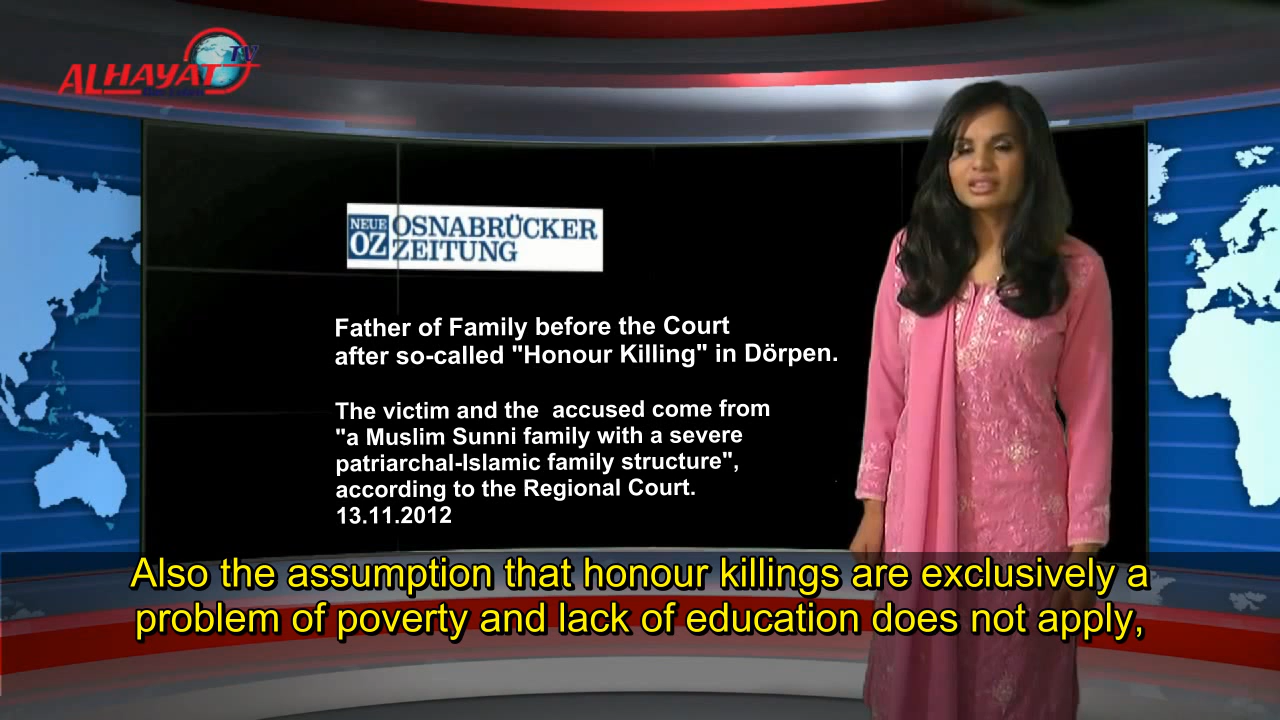 ALHAYAT TV
NEUE OZ OSNABRÜCKER
ZEITUNG
Father of Family before the Court
after so-called "Honour Killing" in Dörpen.
The victim and the accused come from
"a Muslim Sunni family with a severe
patriarchal-Islamic family structure",
according to the Regional Court.
13.11.2012
Also the assumption that honour killings are exclusively a
problem of poverty and lack of education does not apply,